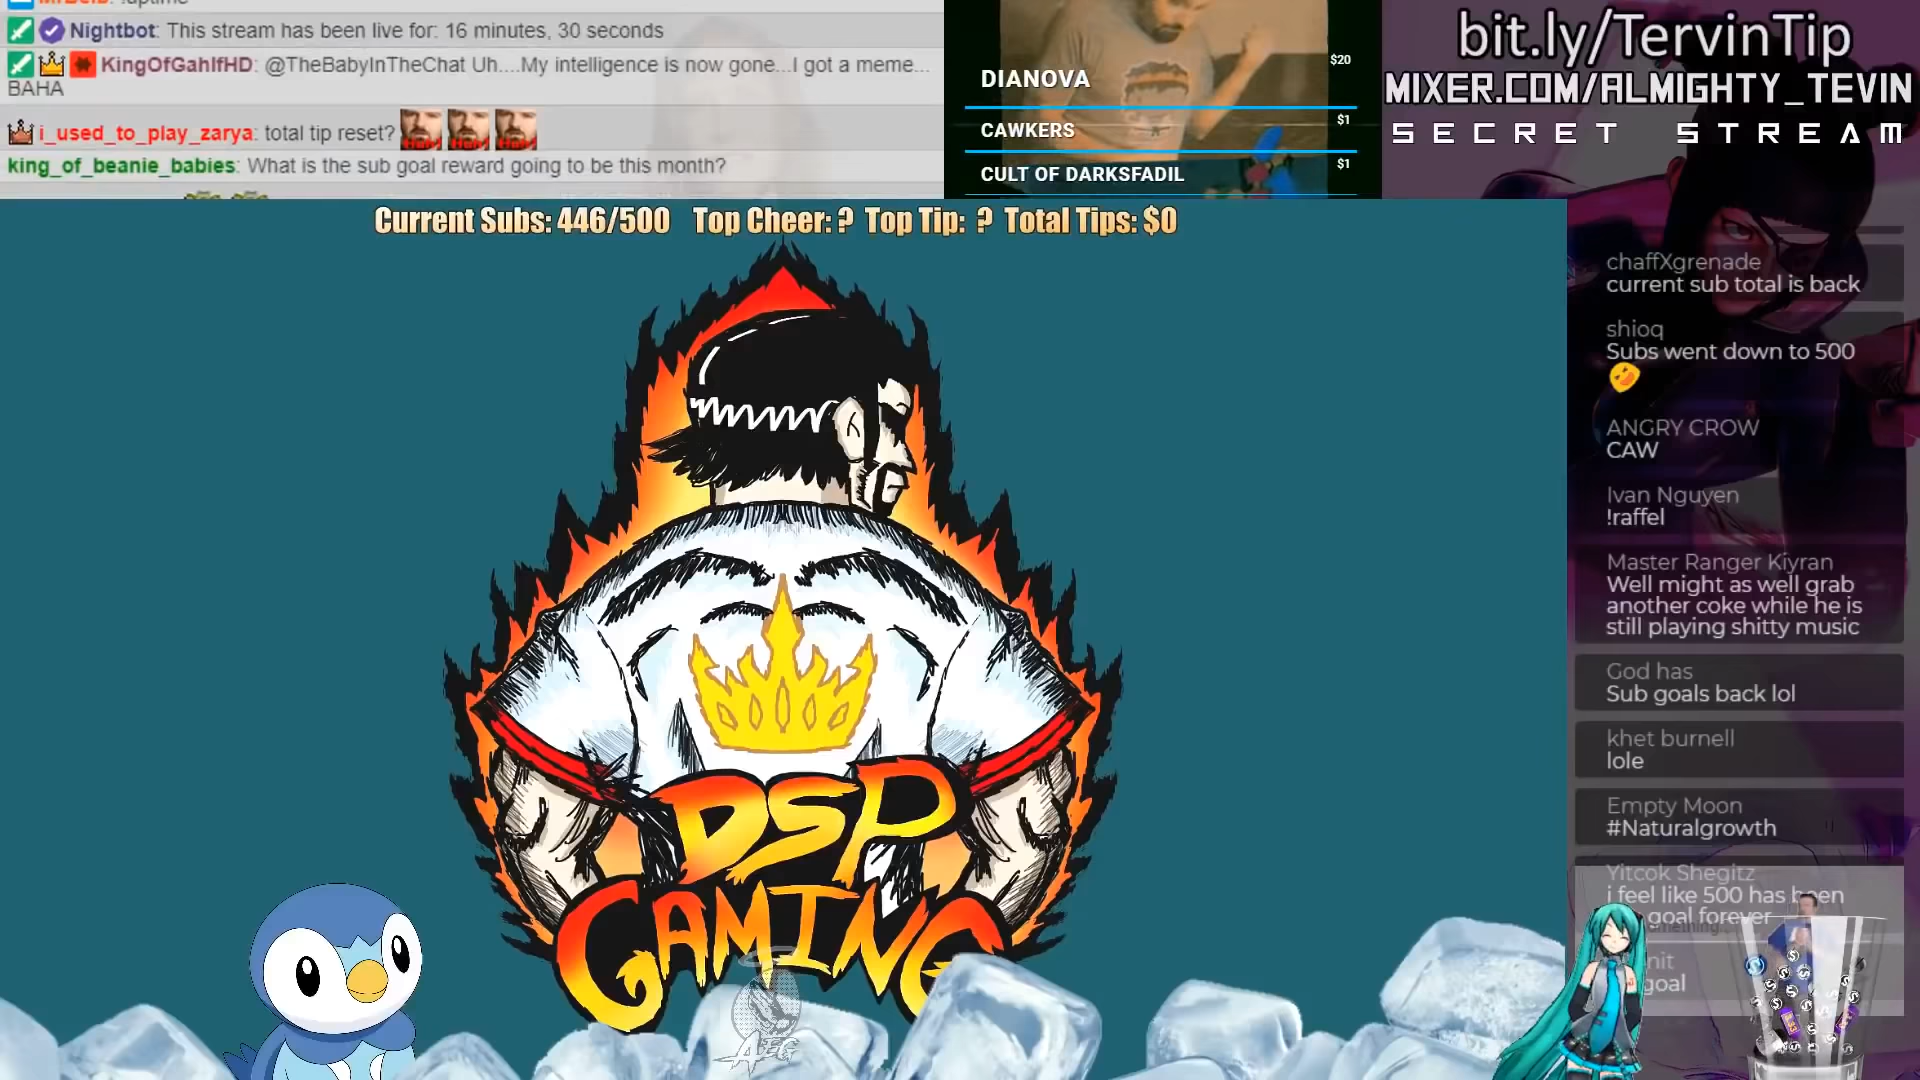 Nightbot: This stream has been live for: 16 minutes, 30 seconds
KingOfGahlfHD: @TheBabyInTheChat Uh....My intelligence is now gone...I got a meme...
BAHA
i_used_to_play_zarya: total tip reset?
king_of_beanie_babies: What is the sub goal reward going to be this month?
$20
DIANOVA
$1
CAWKERS
$1
CULT OF DARKSFADIL
bit.ly/TervinTip
MIXER.COM/ALMIGHTY_TEVIN
SECRET STREAM
Current Subs: 446/500 Top Cheer: ? Top Tip: ? Total Tips: $0
DSP
GAMING
AEG
chaffXgrenade
current sub total is back
shioq
Subs went down to 500
ANGRY CROW
CAW
Ivan Nguyen
!raffel
Master Ranger Kiyran
Well might as well grab
another coke while he is
still playing shitty music
God has
Sub goals back lol
khet burnell
lole
Empty Moon
#Naturalgrowth
Yitcok Shegitz
i feel like 500 has been
goal forever
goal